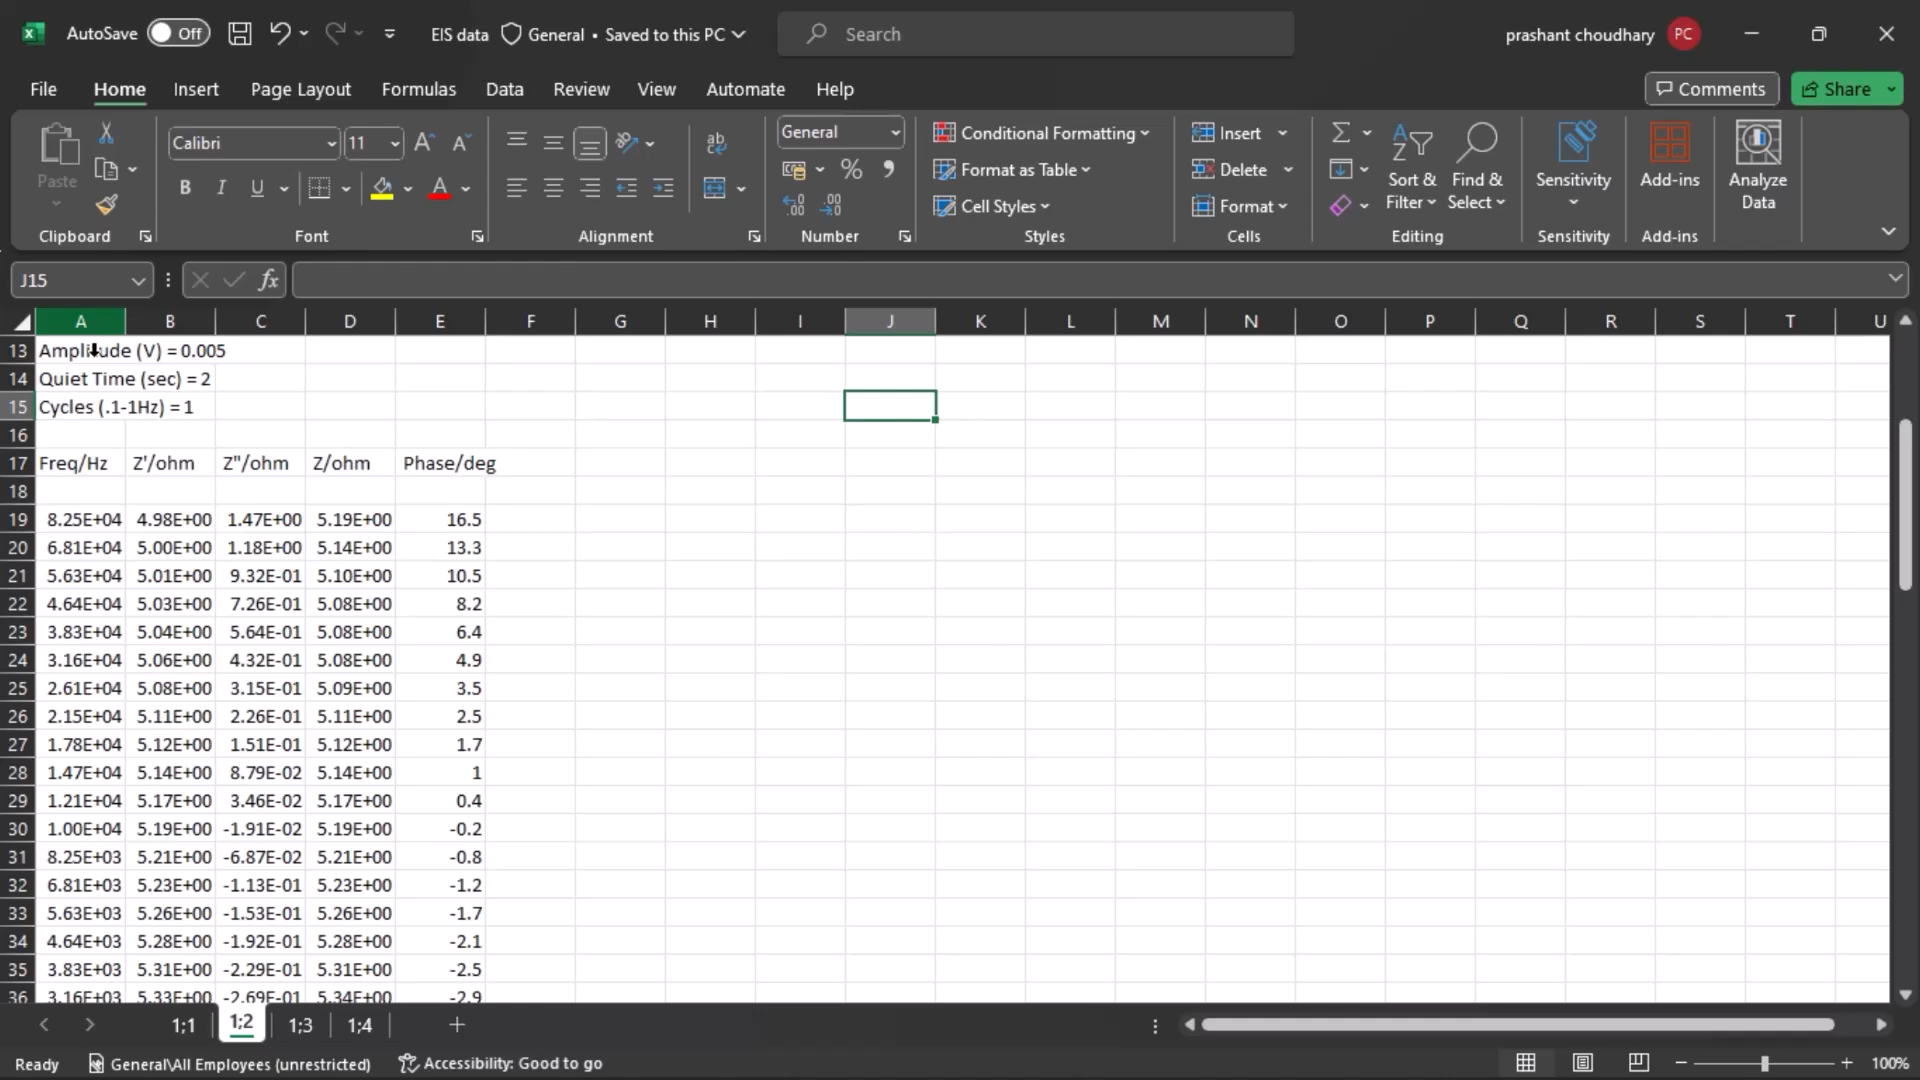 AutoSave Off EIS data General • Saved to this PC Search prashant choudhary PC
File Home Insert Page Layout Formulas Data Review View Automate Help Comments Share
Paste Calibri 11 General Conditional Formatting Insert Sort & Filter Find & Select Sensitivity Add-ins Analyze Data
B I U A % Format as Table Delete
Cell Styles Format
Clipboard Font Alignment Number Styles Cells Editing Sensitivity Add-ins
J15 fx
A B C D E F G H I J K L M N O P Q R S T U
13 Amplitude (V) = 0.005
14 Quiet Time (sec) = 2
15 Cycles (.1-1Hz) = 1
16
17 Freq/Hz Z'/ohm Z"/ohm Z/ohm Phase/deg
18
19 8.25E+04 4.98E+00 1.47E+00 5.19E+00 16.5
20 6.81E+04 5.00E+00 1.18E+00 5.14E+00 13.3
21 5.63E+04 5.01E+00 9.32E-01 5.10E+00 10.5
22 4.64E+04 5.03E+00 7.26E-01 5.08E+00 8.2
23 3.83E+04 5.04E+00 5.64E-01 5.08E+00 6.4
24 3.16E+04 5.06E+00 4.32E-01 5.08E+00 4.9
25 2.61E+04 5.08E+00 3.15E-01 5.09E+00 3.5
26 2.15E+04 5.11E+00 2.26E-01 5.11E+00 2.5
27 1.78E+04 5.12E+00 1.51E-01 5.12E+00 1.7
28 1.47E+04 5.14E+00 8.79E-02 5.14E+00 1
29 1.21E+04 5.17E+00 3.46E-02 5.17E+00 0.4
30 1.00E+04 5.19E+00 -1.91E-02 5.19E+00 -0.2
31 8.25E+03 5.21E+00 -6.87E-02 5.21E+00 -0.8
32 6.81E+03 5.23E+00 -1.13E-01 5.23E+00 -1.2
33 5.63E+03 5.26E+00 -1.53E-01 5.26E+00 -1.7
34 4.64E+03 5.28E+00 -1.92E-01 5.28E+00 -2.1
35 3.83E+03 5.31E+00 -2.29E-01 5.31E+00 -2.5
36 3.16E+03 5.33E+00 -2.69E-01 5.34E+00 -2.9
1;1 1;2 1;3 1;4
Ready General\All Employees (unrestricted) Accessibility: Good to go 100%